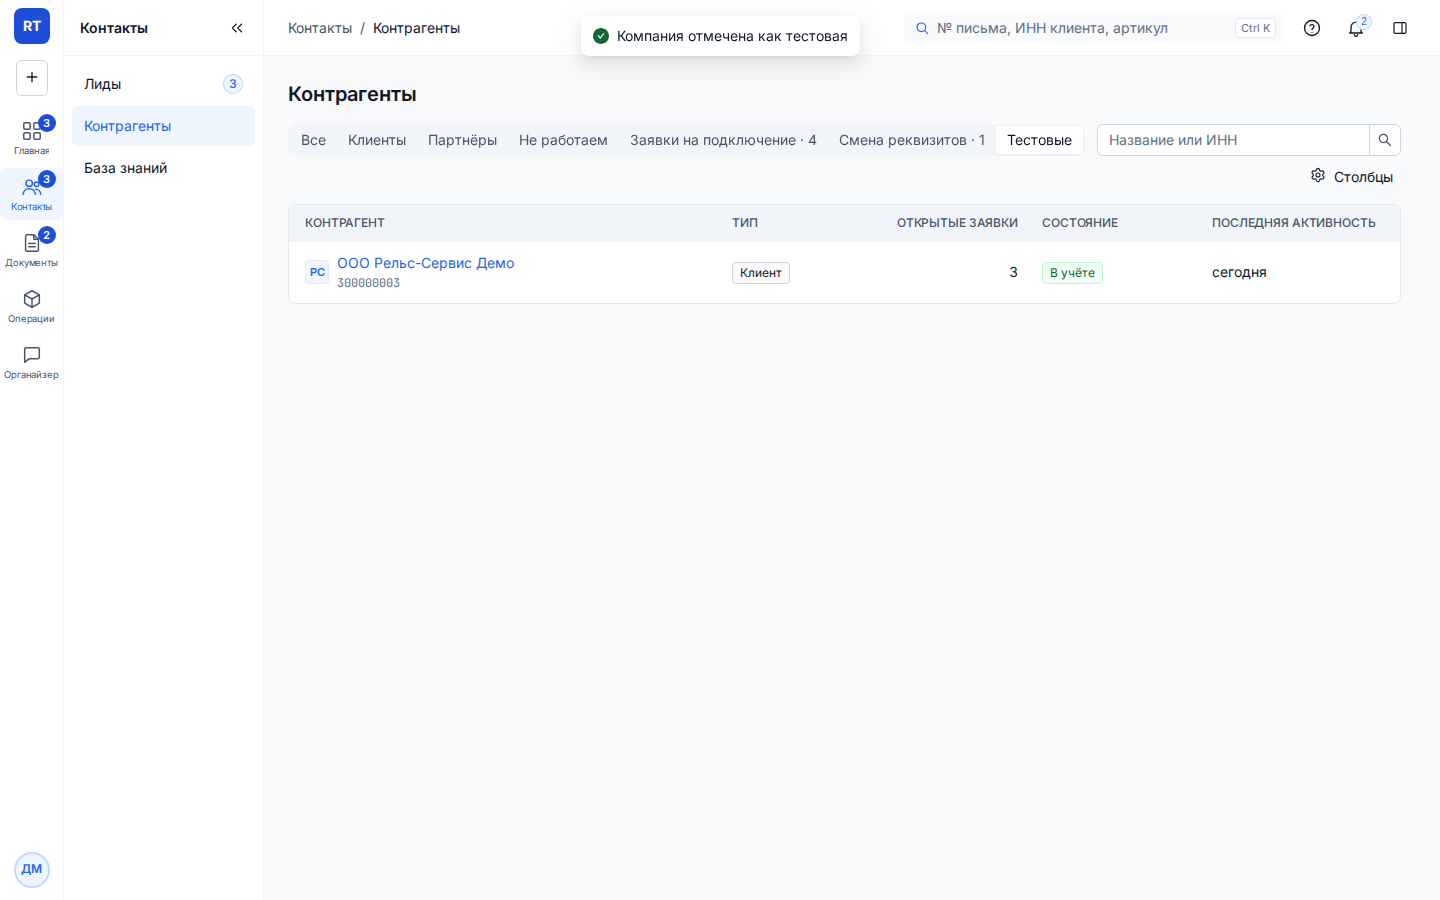 RT
Контакты
Контакты / Контрагенты
Компания отмечена как тестовая
№ письма, ИНН клиента, артикул
Ctrl K
2
Лиды
3
Контрагенты
База знаний
3
Главная
3
Контакты
2
Документы
Операции
Органайзер
ДМ
Контрагенты
Все
Клиенты
Партнёры
Не работаем
Заявки на подключение · 4
Смена реквизитов · 1
Тестовые
Название или ИНН
Столбцы
КОНТРАГЕНТ
ТИП
ОТКРЫТЫЕ ЗАЯВКИ
СОСТОЯНИЕ
ПОСЛЕДНЯЯ АКТИВНОСТЬ
РС
ООО Рельс-Сервис Демо
300000003
Клиент
3
В учёте
сегодня